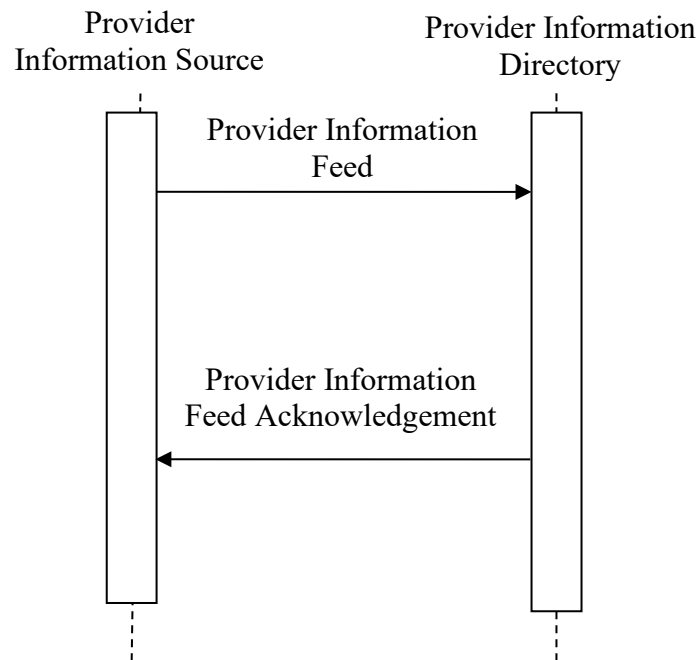 Provider
Information Source
Provider Information
Directory
Provider Information
Feed
Provider Information
Feed Acknowledgement